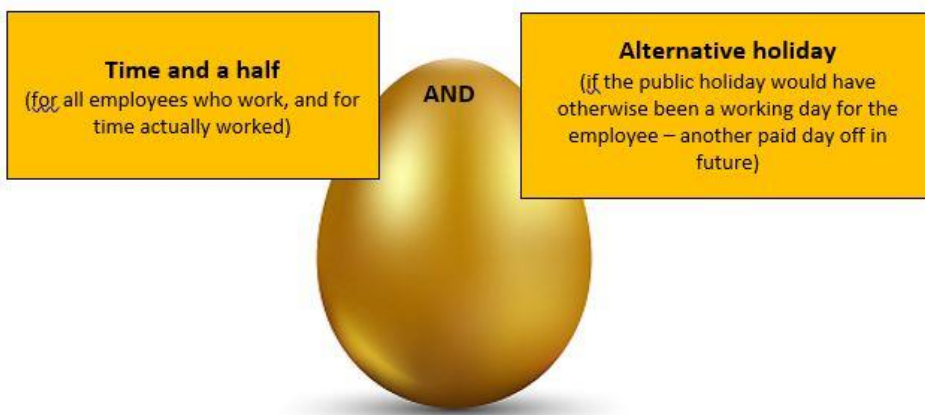 Time and a half
(for all employees who work, and for
time actually worked)
AND
Alternative holiday
(if the public holiday would have
otherwise been a working day for the
employee – another paid day off in
future)